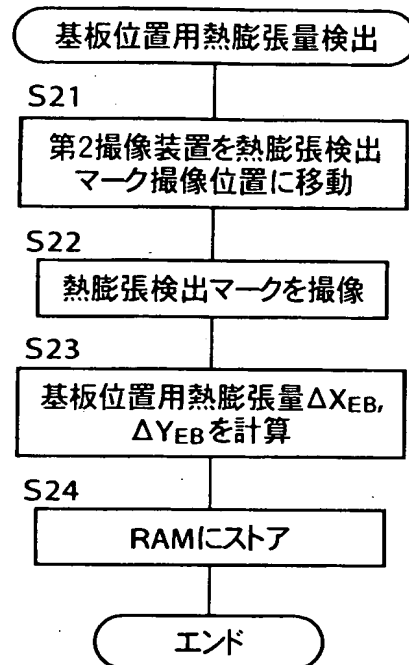 基板位置用熱膨張量検出
S21
第2撮像装置を熱膨張検出
マーク撮像位置に移動
S22
熱膨張検出マークを撮像
S23
基板位置用熱膨張量ΔXEB,
ΔYEBを計算
S24
RAMにストア
エンド